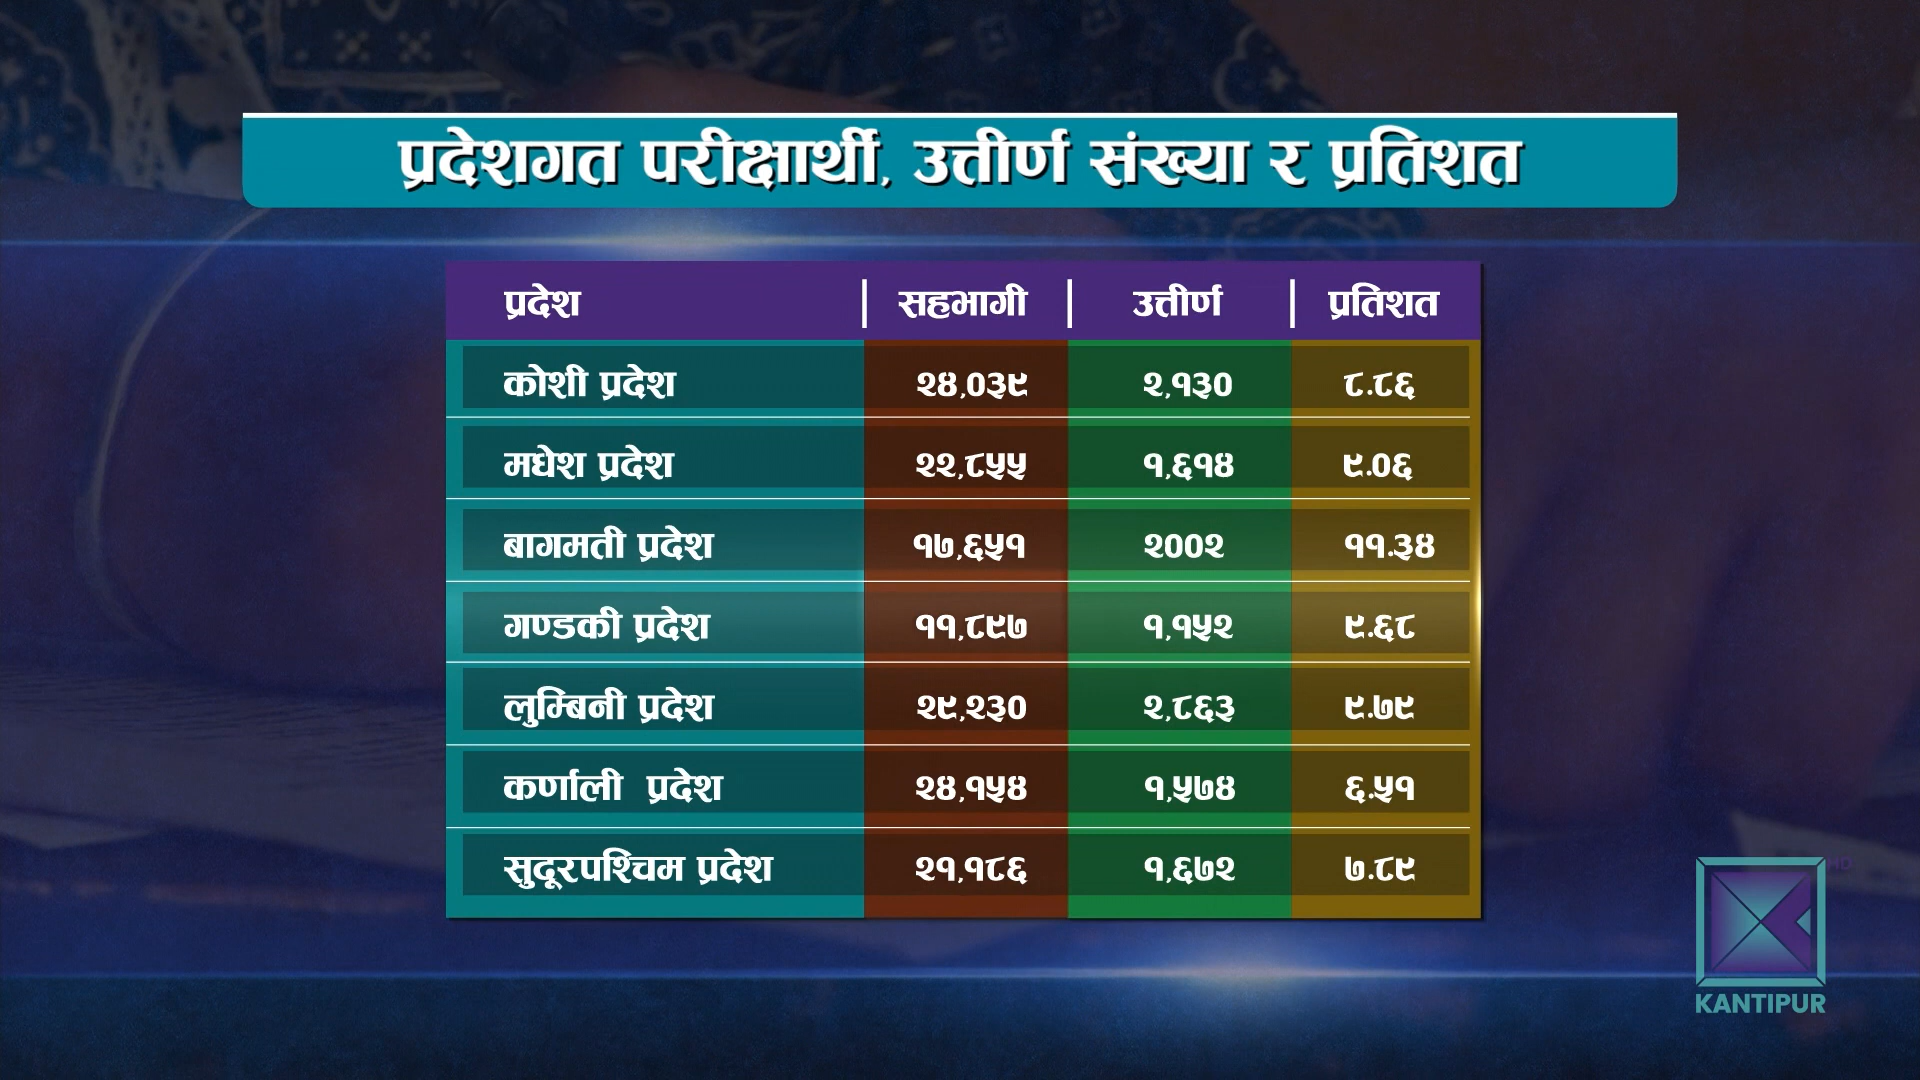 प्रदेशगत परीक्षार्थी, उत्तीर्ण संख्या र प्रतिशत
प्रदेश | सहभागी | उत्तीर्ण | प्रतिशत
कोशी प्रदेश २४,०३९ २,१३० ८.८६
मधेश प्रदेश २२,८५५ १,६१४ ९.०६
बागमती प्रदेश १७,६५१ २००२ ११.३४
गण्डकी प्रदेश ११,८९७ १,१५२ ९.६८
लुम्बिनी प्रदेश २९,२३० २,८६३ ९.७९
कर्णाली प्रदेश २४,१५४ १,५७४ ६.५१
सुदूरपश्चिम प्रदेश २१,१८६ १,६७२ ७.८९
HD
KANTIPUR